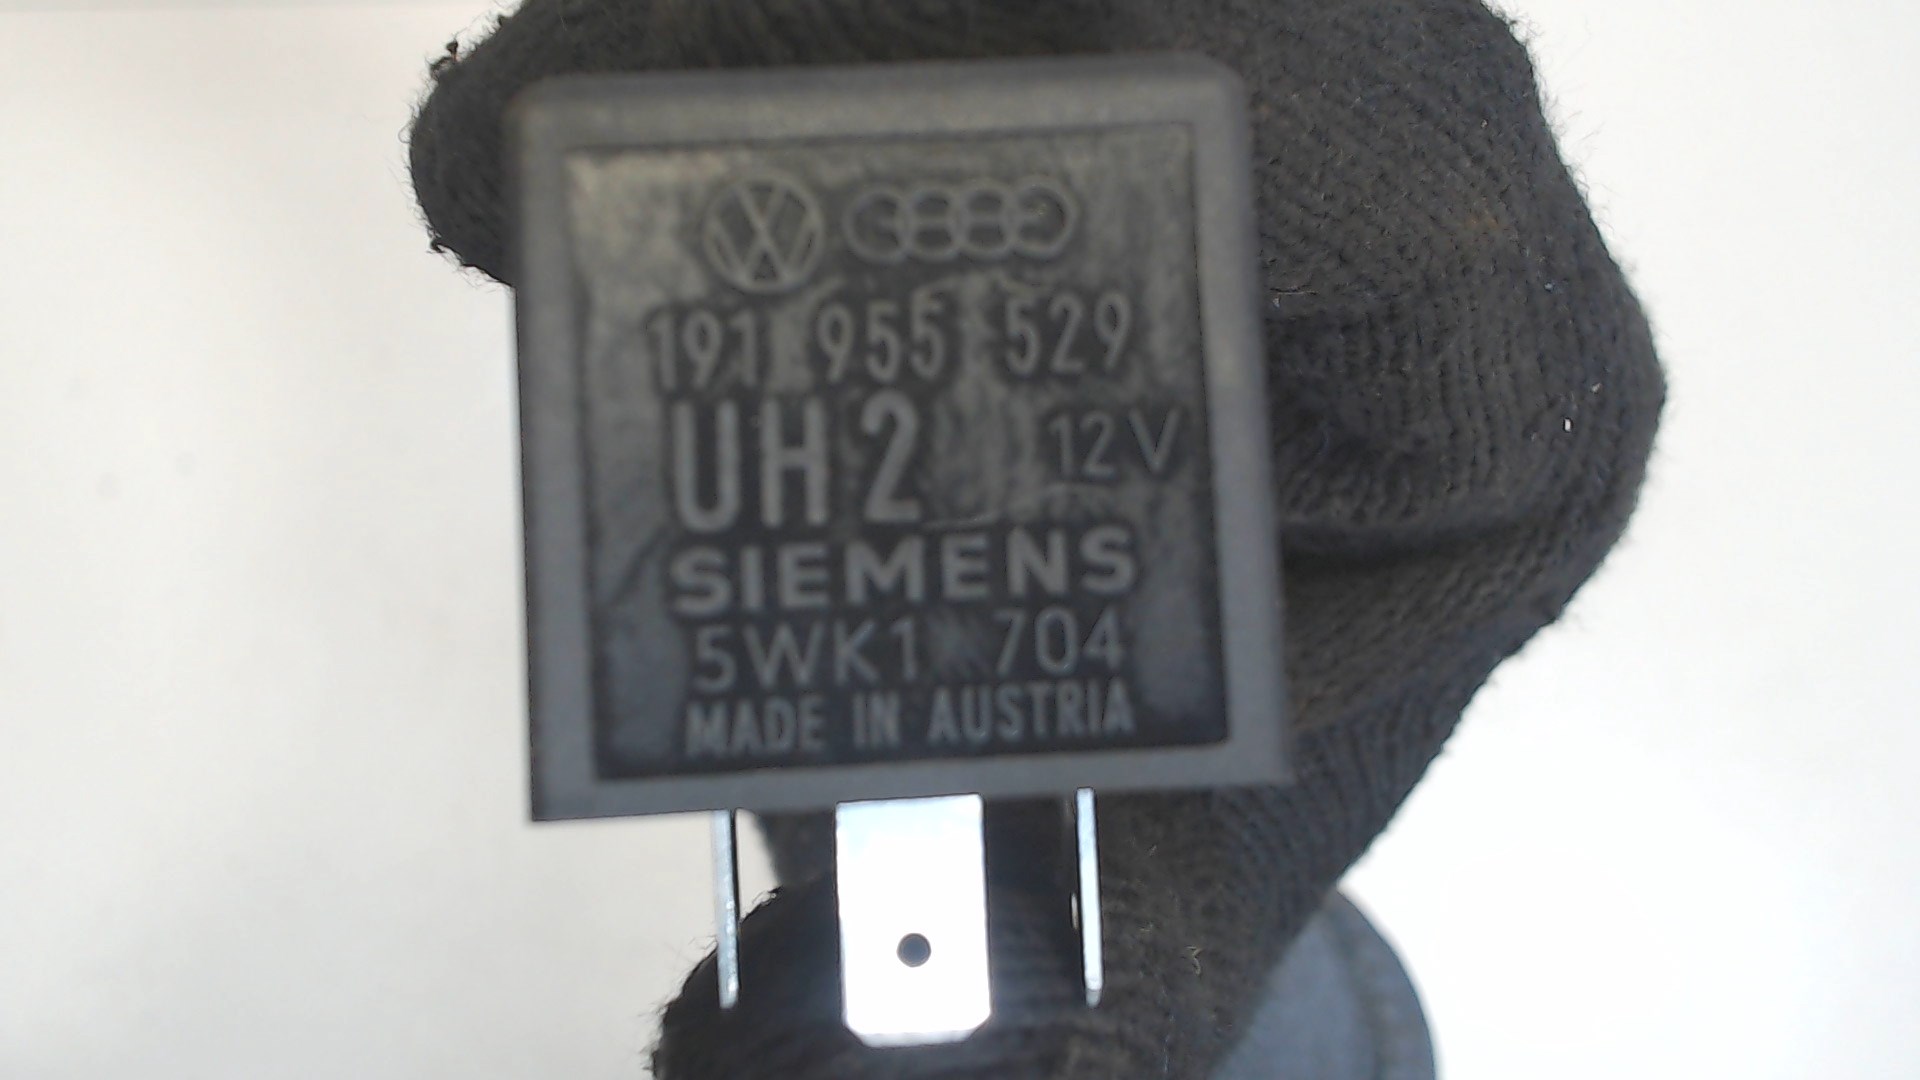 191 955 529
UH2 12V
SIEMENS
5WK1 704
MADE IN AUSTRIA